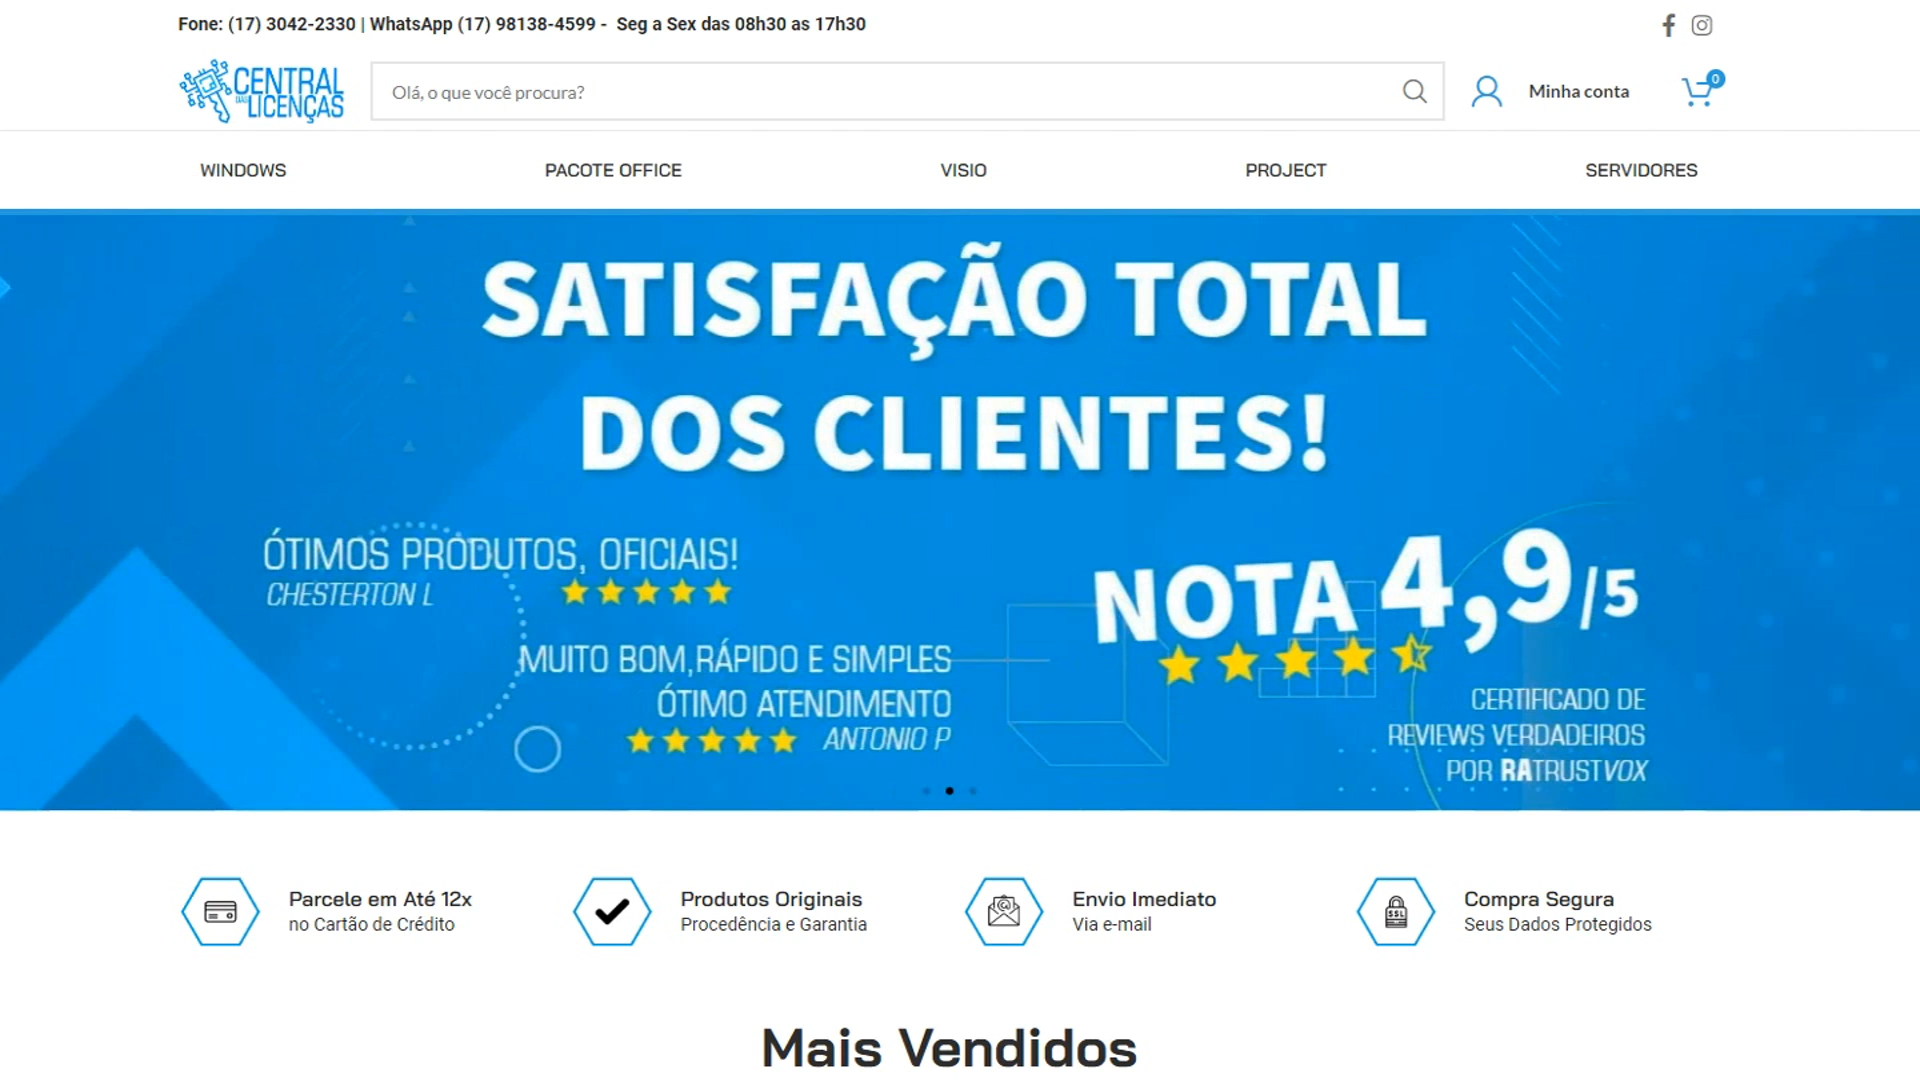 Fone: (17) 3042-2330 | WhatsApp (17) 98138-4599 - Seg a Sex das 08h30 as 17h30
CENTRAL
DAS
LICENÇAS
Olá, o que você procura?
Minha conta
0
WINDOWS
PACOTE OFFICE
VISIO
PROJECT
SERVIDORES
SATISFAÇÃO TOTAL
DOS CLIENTES!
ÓTIMOS PRODUTOS, OFICIAIS!
CHESTERTON L
MUITO BOM,RÁPIDO E SIMPLES
ÓTIMO ATENDIMENTO
ANTONIO P
NOTA 4,9/5
CERTIFICADO DE
REVIEWS VERDADEIROS
POR RATRUSTVOX
Parcele em Até 12x
no Cartão de Crédito
Produtos Originais
Procedência e Garantia
Envio Imediato
Via e-mail
SSL
Compra Segura
Seus Dados Protegidos
Mais Vendidos